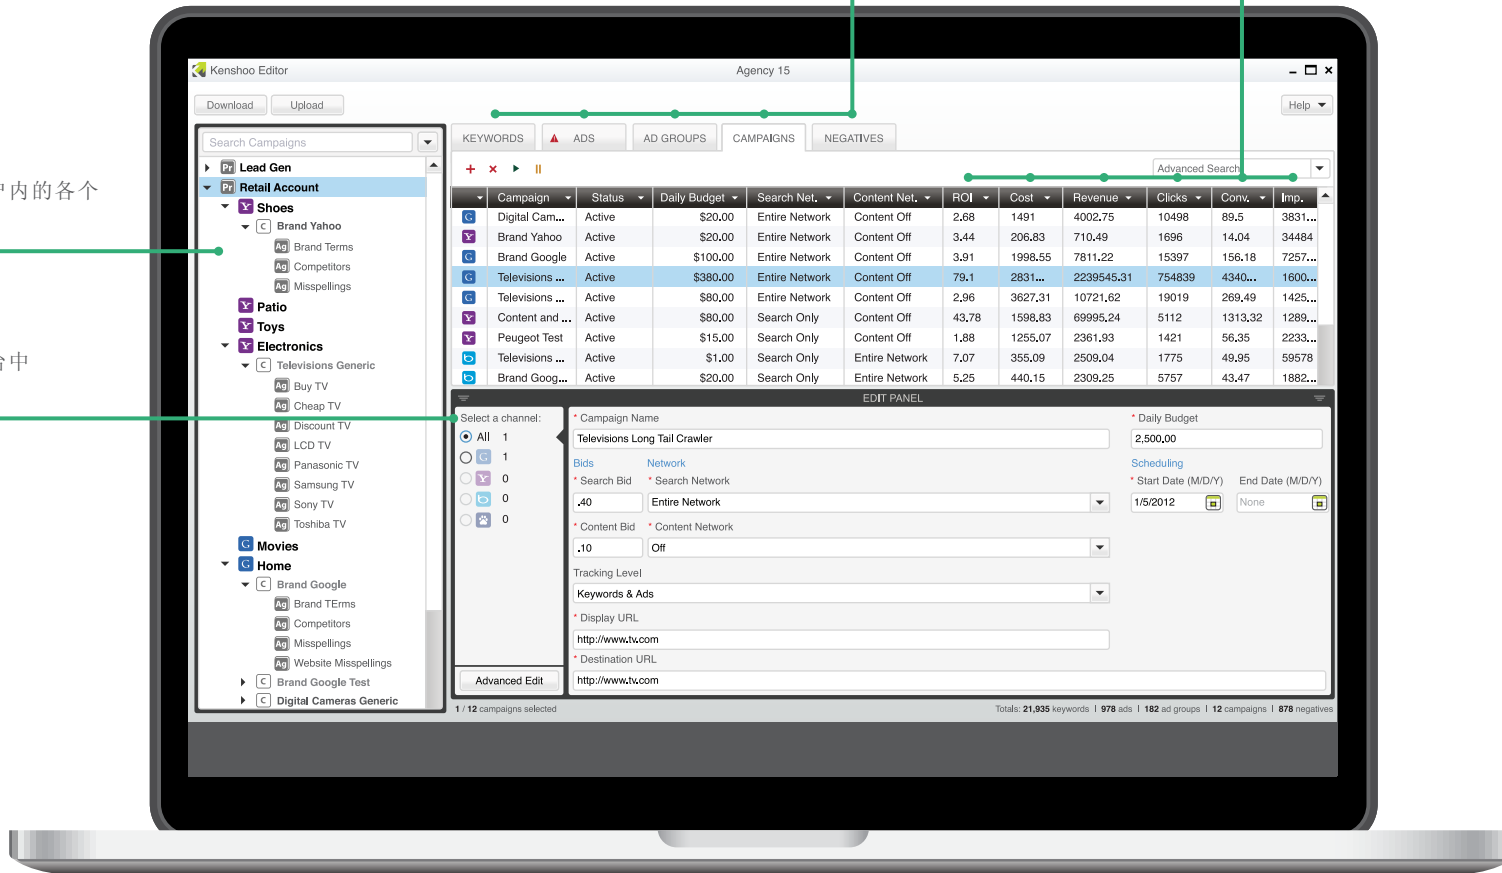 Kenshoo Editor
Agency 15
Download
Upload
Help
Search Campaigns
Pr Lead Gen
Pr Retail Account
Y Shoes
C Brand Yahoo
Ag Brand Terms
Ag Competitors
Ag Misspellings
Y Patio
Y Toys
Y Electronics
C Televisions Generic
Ag Buy TV
Ag Cheap TV
Ag Discount TV
Ag LCD TV
Ag Panasonic TV
Ag Samsung TV
Ag Sony TV
Ag Toshiba TV
G Movies
G Home
C Brand Google
Ag Brand TErms
Ag Competitors
Ag Misspellings
Ag Website Misspellings
C Brand Google Test
C Digital Cameras Generic
内的各个
台中
KEYWORDS ADS AD GROUPS CAMPAIGNS NEGATIVES
Advanced Search
Campaign Status Daily Budget Search Net. Content Net. ROI Cost Revenue Clicks Conv. Imp.
G Digital Cam... Active $20.00 Entire Network Content Off 2.68 1491 4002.75 10498 89.5 3831...
Y Brand Yahoo Active $20.00 Entire Network Content Off 3.44 206.83 710.49 1696 14.04 34484
G Brand Google Active $100.00 Entire Network Content Off 3.91 1998.55 7811.22 15397 156.18 7257...
G Televisions ... Active $380.00 Entire Network Content Off 79.1 2831... 2239545.31 754839 4340... 1600...
G Televisions ... Active $80.00 Entire Network Content Off 2.96 3627.31 10721.62 19019 269.49 1425...
Y Content and ... Active $80.00 Search Only Content Off 43.78 1598.83 69995.24 5112 1313.32 1289...
Y Peugeot Test Active $15.00 Search Only Content Off 1.88 1255.07 2361.93 1421 56.35 2233...
b Televisions ... Active $1.00 Search Only Entire Network 7.07 355.09 2509.04 1775 49.95 59578
b Brand Goog... Active $20.00 Search Only Entire Network 5.25 440.15 2309.25 5757 43.47 1882...
EDIT PANEL
Select a channel:
All 1
G 1
Y 0
b 0
0
Advanced Edit
* Campaign Name
Televisions Long Tail Crawler
* Daily Budget
2,500.00
Bids Network
Scheduling
* Search Bid * Search Network
* Start Date (M/D/Y) End Date (M/D/Y)
.40 Entire Network
1/5/2012 None
* Content Bid * Content Network
.10 Off
Tracking Level
Keywords & Ads
* Display URL
http://www.tv.com
* Destination URL
http://www.tv.com
1 / 12 campaigns selected
Totals: 21,935 keywords | 978 ads | 182 ad groups | 12 campaigns | 878 negatives